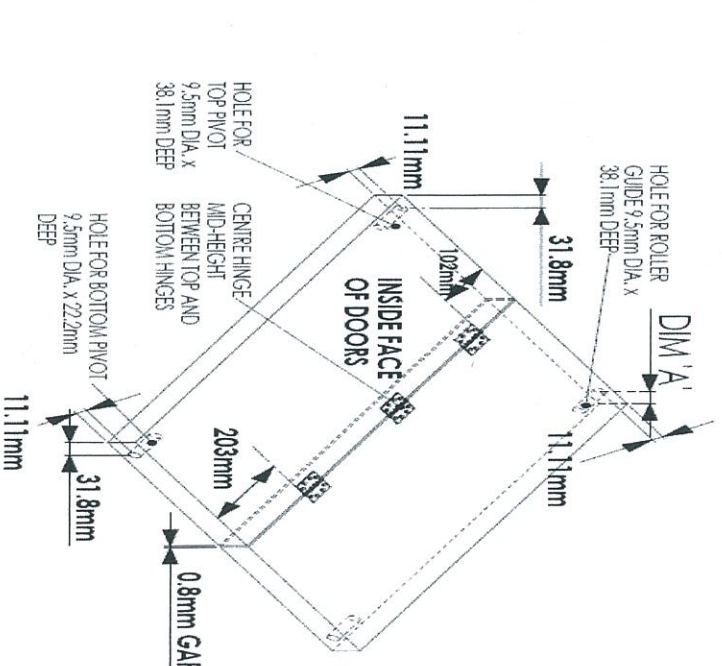 HOLE FOR ROLLER
GUIDE 9.5mm DIA. X
38.1mm DEEP
DIM 'A'
11.11mm
31.8mm
11.11mm
HOLE FOR
TOP PIVOT
9.5mm DIA. X
38.1mm DEEP
102mm
INSIDE FACE
OF DOORS
CENTRE HINGE
MID-HEIGHT
BETWEEN TOP AND
BOTTOM HINGES
203mm
HOLE FOR BOTTOM PIVOT
9.5mm DIA. X 22.2mm
DEEP
11.11mm
31.8mm
0.8mm GAP